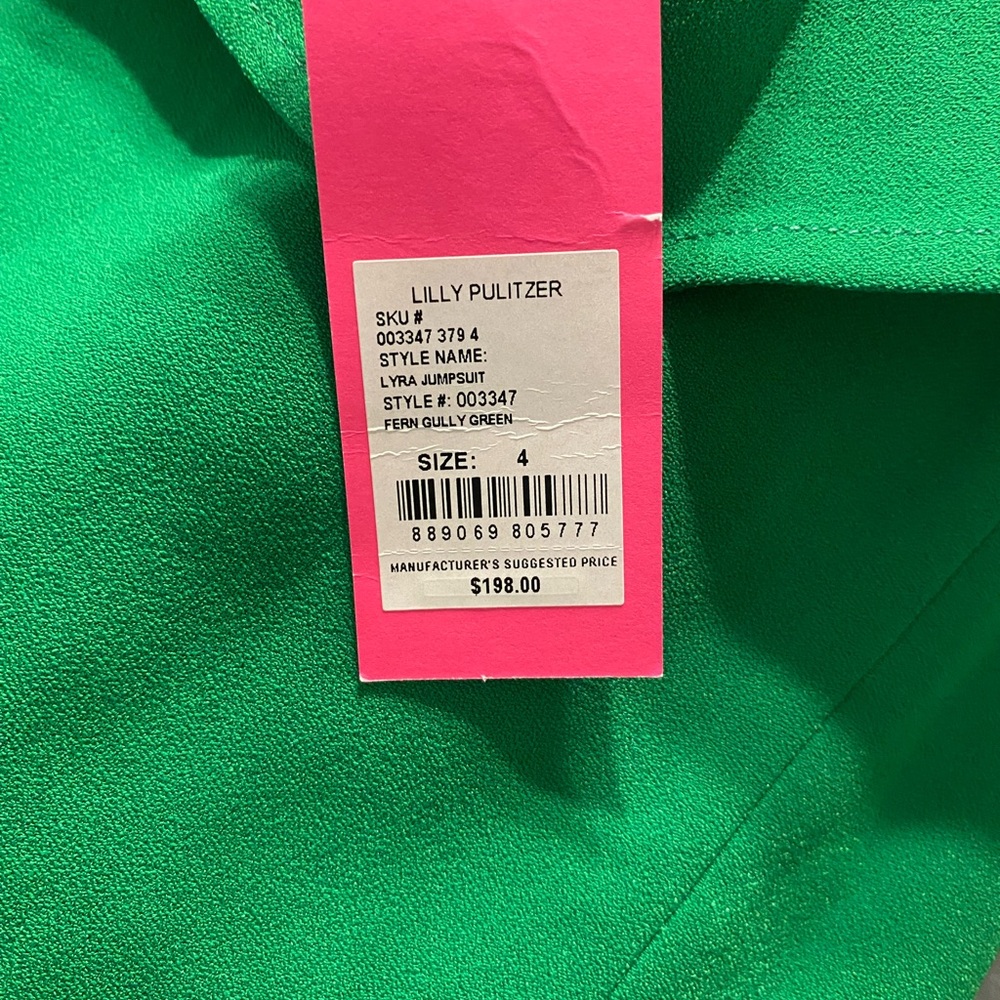 LILLY PULITZER
SKU #
003347 379 4
STYLE NAME:
LYRA JUMPSUIT
STYLE #: 003347
FERN GULLY GREEN
SIZE: 4
889069 805777
MANUFACTURER'S SUGGESTED PRICE
$198.00